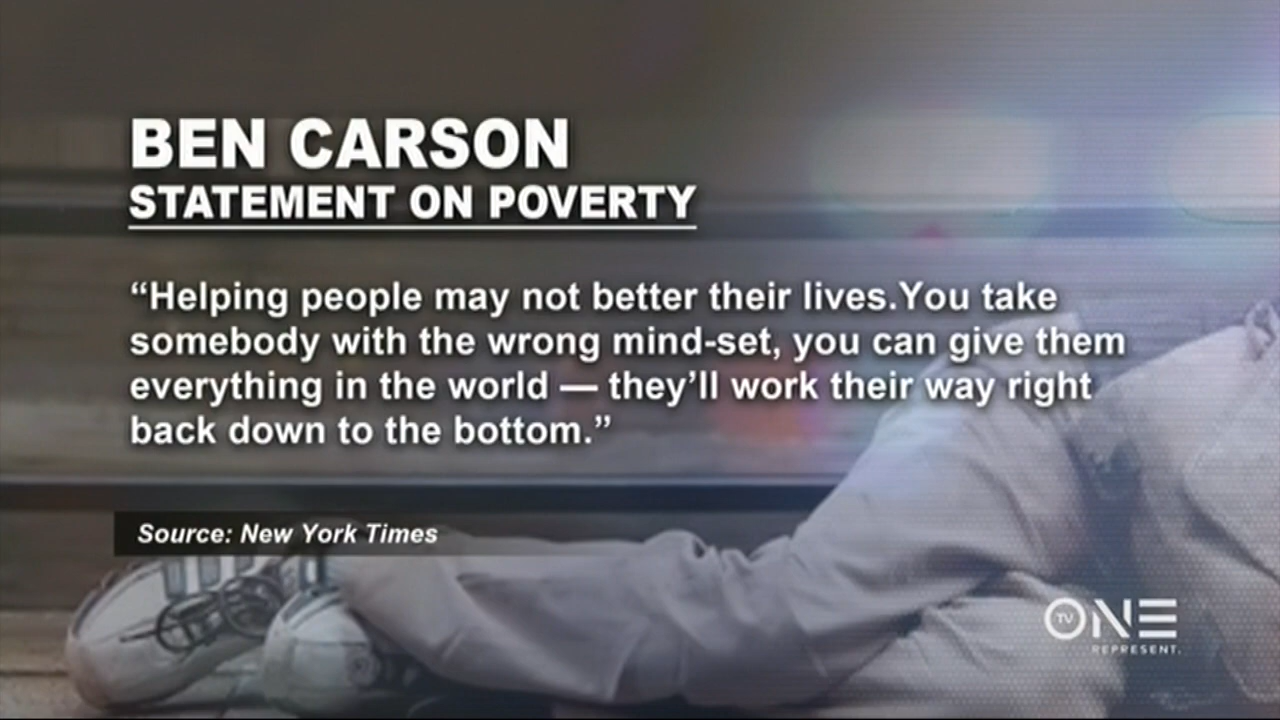 BEN CARSON
STATEMENT ON POVERTY
“Helping people may not better their lives.You take
somebody with the wrong mind-set, you can give them
everything in the world — they’ll work their way right
back down to the bottom.”
Source: New York Times
TV ONE
REPRESENT.